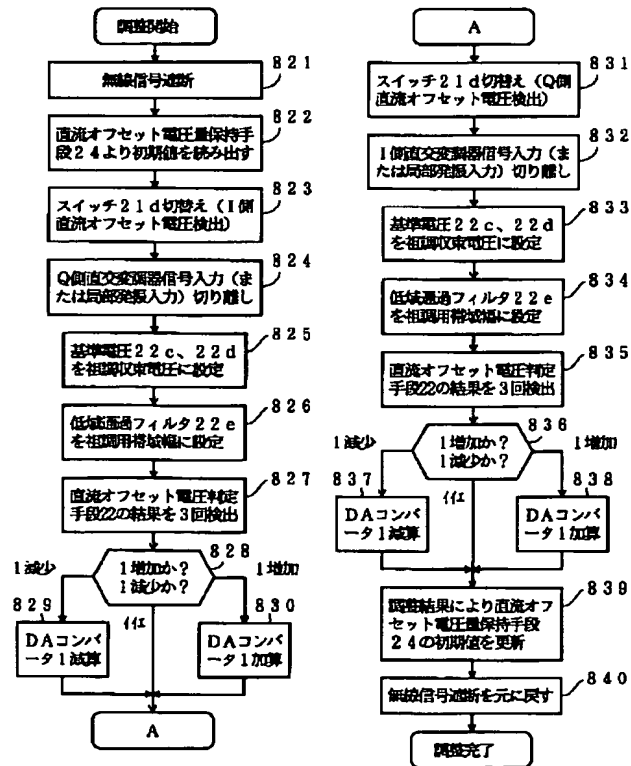 調整開始
821
無線信号遮断
822
直流オフセット電圧量保持手
段24より初期値を読み出す
823
スイッチ21d切替え(I側
直流オフセット電圧検出)
824
Q側直交変調器信号入力(ま
たは局部発振入力)切り離し
825
基準電圧22c、22d
を祖調収束電圧に設定
826
低域通過フィルタ22e
を祖調用帯域幅に設定
827
直流オフセット電圧判定
手段22の結果を3回検出
828
1増加か?
1減少か?
1減少
1増加
イイエ
829
DAコンバ
ータ1減算
830
DAコンバ
ータ1加算
A
A
831
スイッチ21d切替え(Q側
直流オフセット電圧検出)
832
I側直交変調器信号入力(ま
たは局部発振入力)切り離し
833
基準電圧22c、22d
を祖調収束電圧に設定
834
低域通過フィルタ22e
を祖調用帯域幅に設定
835
直流オフセット電圧判定
手段22の結果を3回検出
836
1増加か?
1減少か?
1減少
1増加
イイエ
837
DAコンバ
ータ1減算
838
DAコンバ
ータ1加算
839
調整結果により直流オフ
セット電圧量保持手段
24の初期値を更新
840
無線信号遮断を元に戻す
調整完了